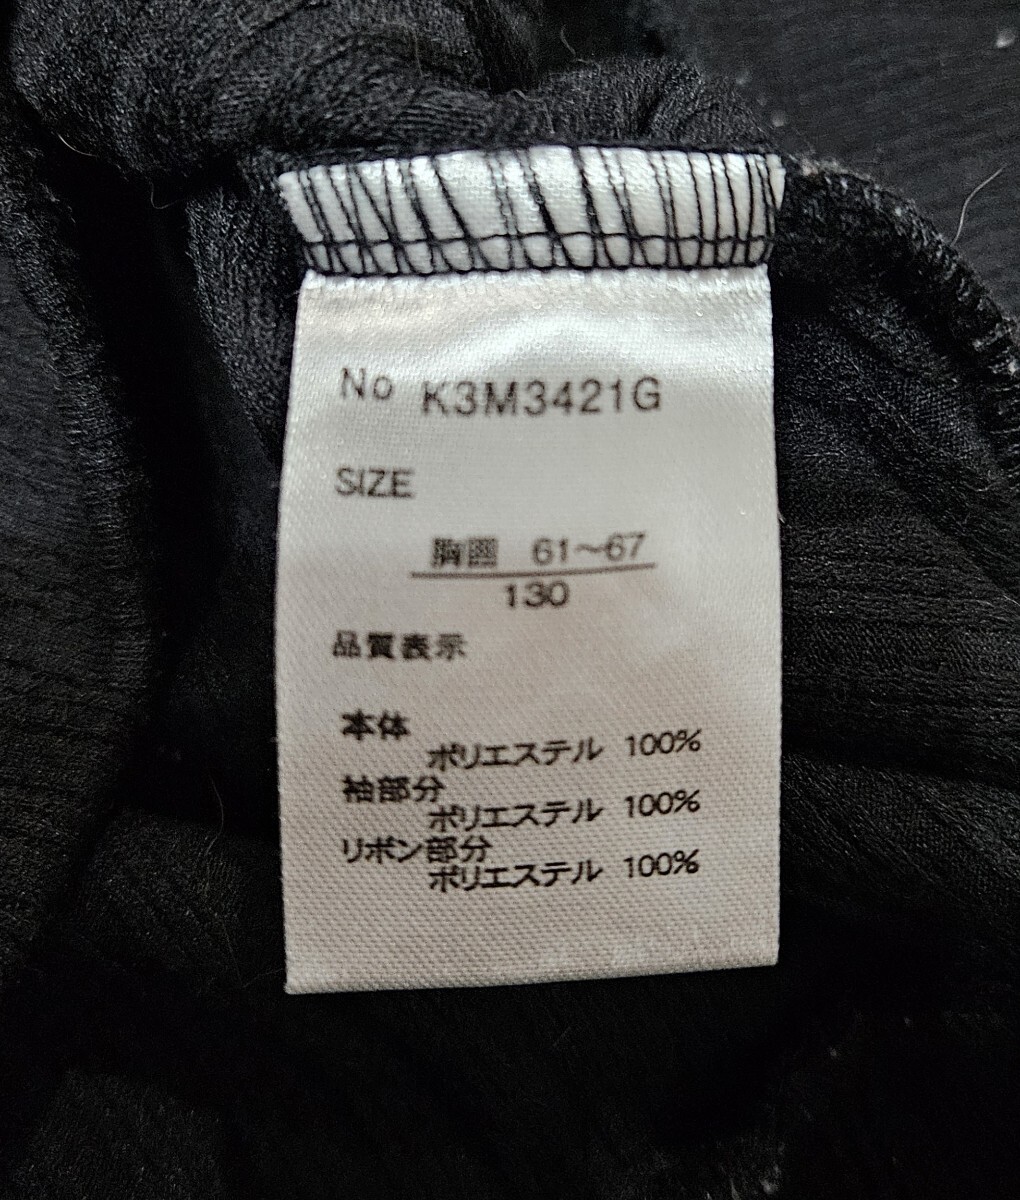 No K3M3421G
SIZE
胸囲 61〜67
130
品質表示
本体
ポリエステル 100%
袖部分
ポリエステル 100%
リボン部分
ポリエステル 100%